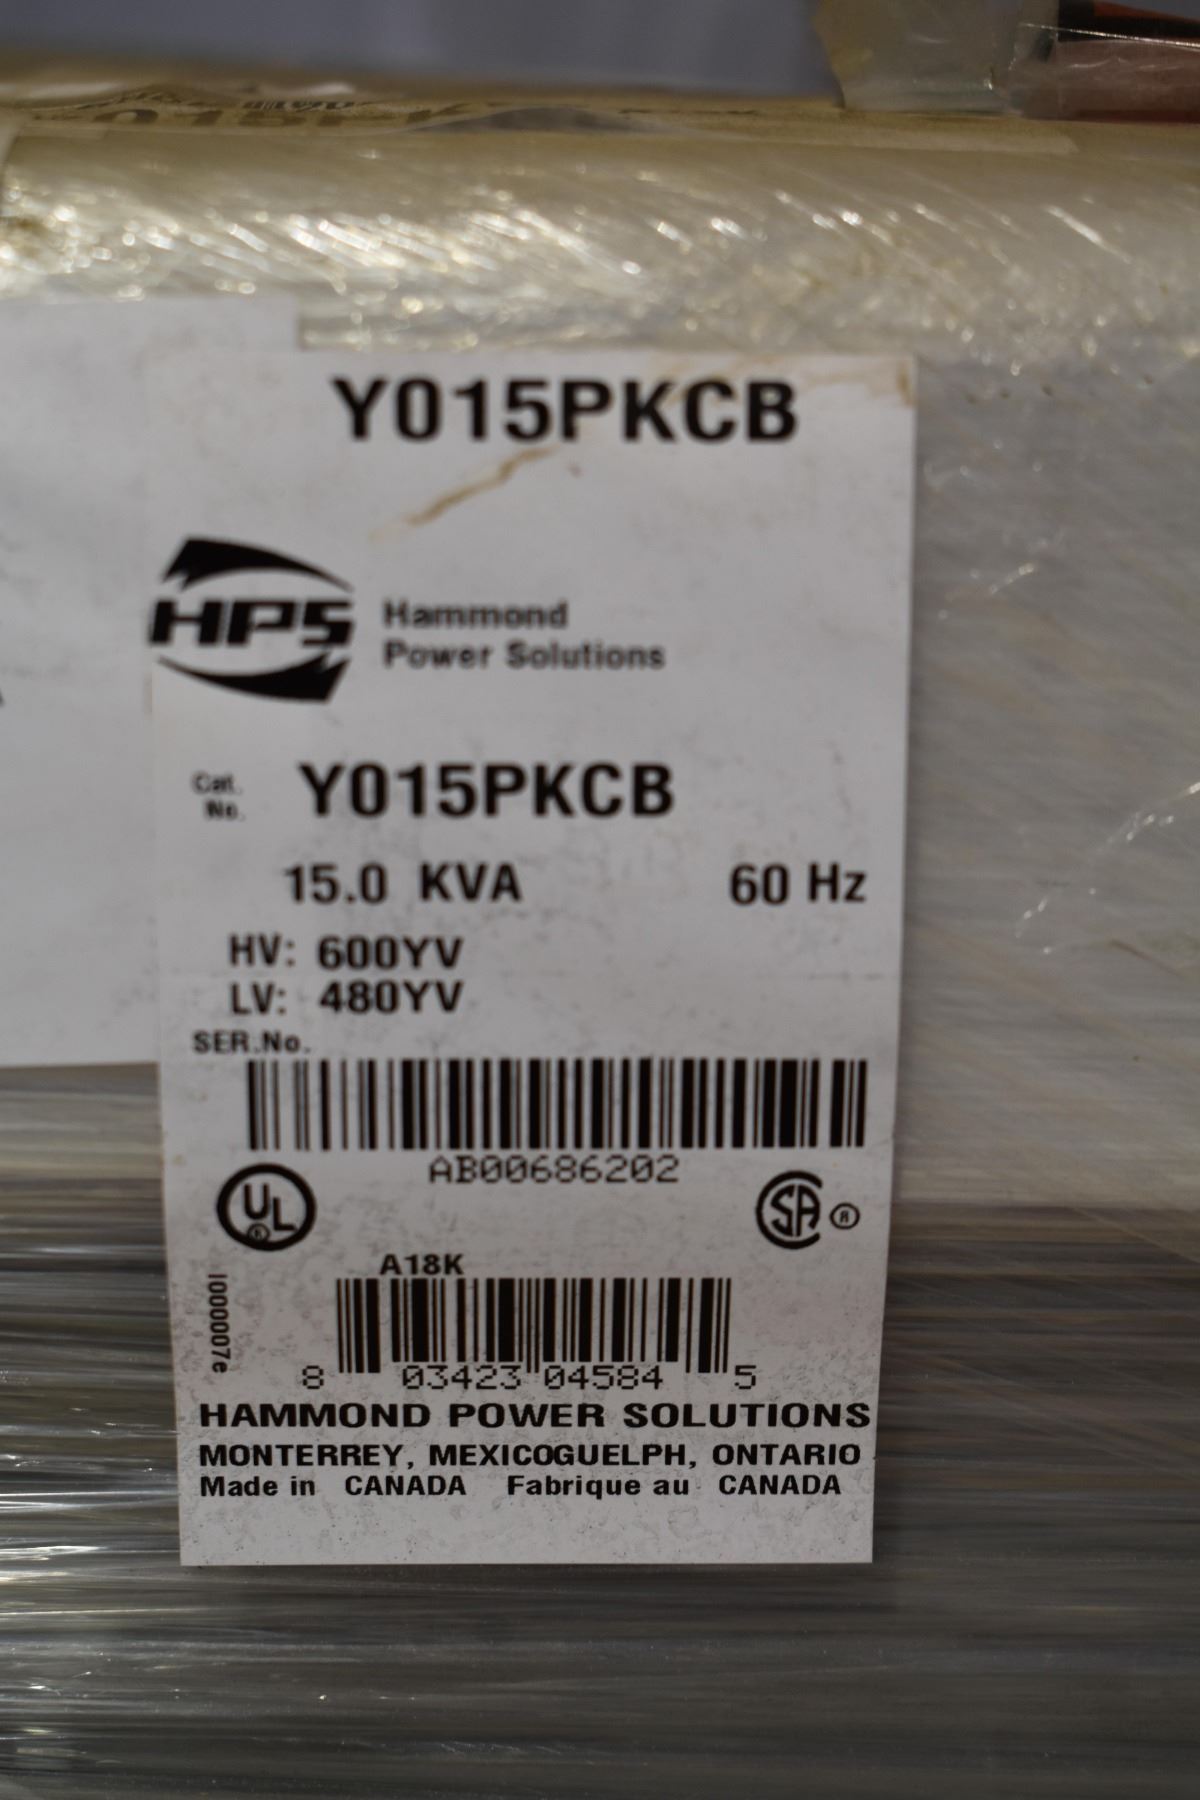 Y015PKCB
HPS Hammond
Power Solutions
Cat. No. Y015PKCB
15.0 KVA 60 Hz
HV: 600YV
LV: 480YV
SER.No.
AB00686202
UL SA ®
A18K
I000007e
8 03423 04584 5
HAMMOND POWER SOLUTIONS
MONTERREY, MEXICOGUELPH, ONTARIO
Made in CANADA Fabrique au CANADA